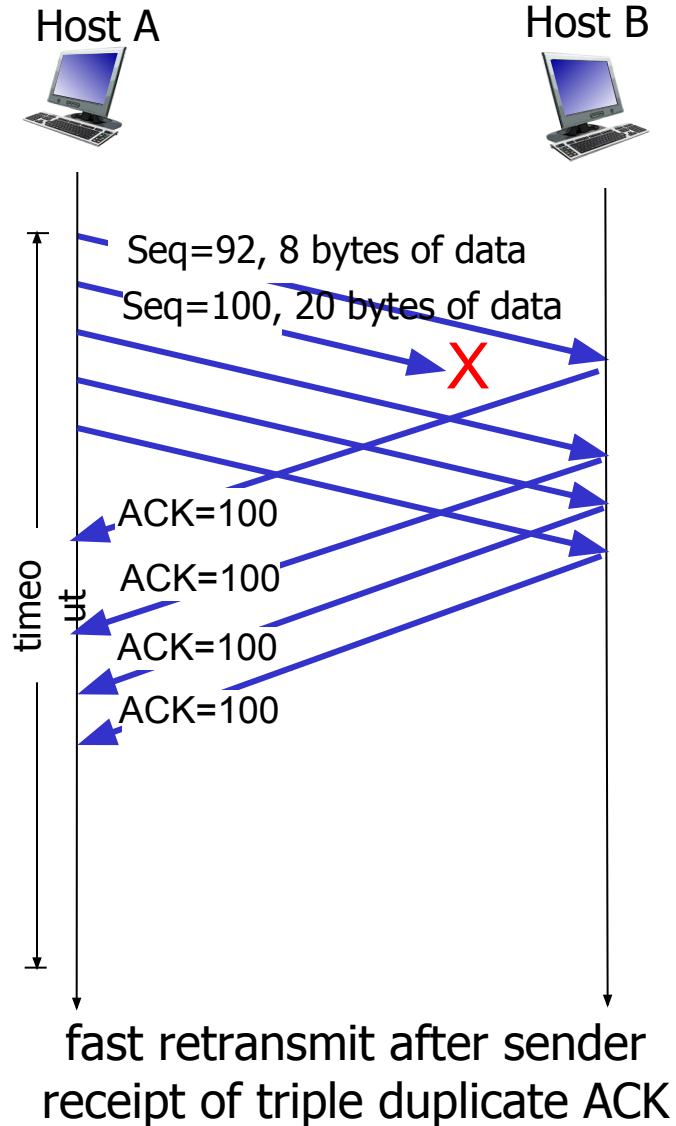 Host A
Host B
Seq=92, 8 bytes of data
Seq=100, 20 bytes of data
X
ACK=100
ACK=100
ACK=100
ACK=100
timeo
ut
fast retransmit after sender
receipt of triple duplicate ACK